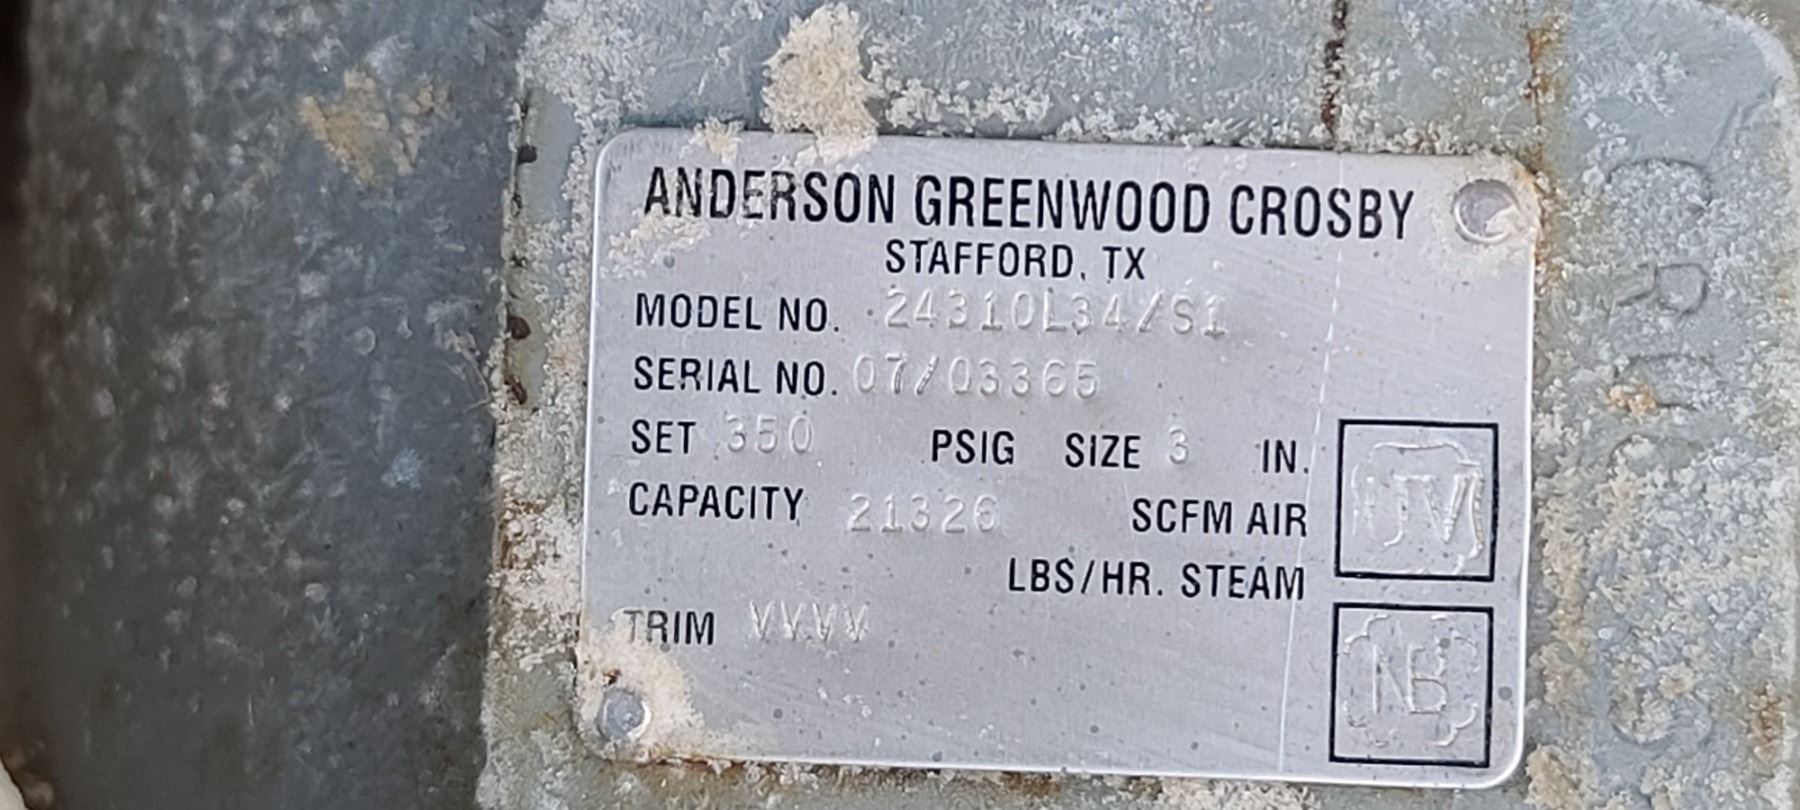 ANDERSON GREENWOOD CROSBY
STAFFORD, TX
MODEL NO. 24310L34/S1
SERIAL NO. 07/03365
SET 350 PSIG SIZE 3 IN.
CAPACITY 21326 SCFM AIR
LBS/HR. STEAM
TRIM VVVV
UV
NB